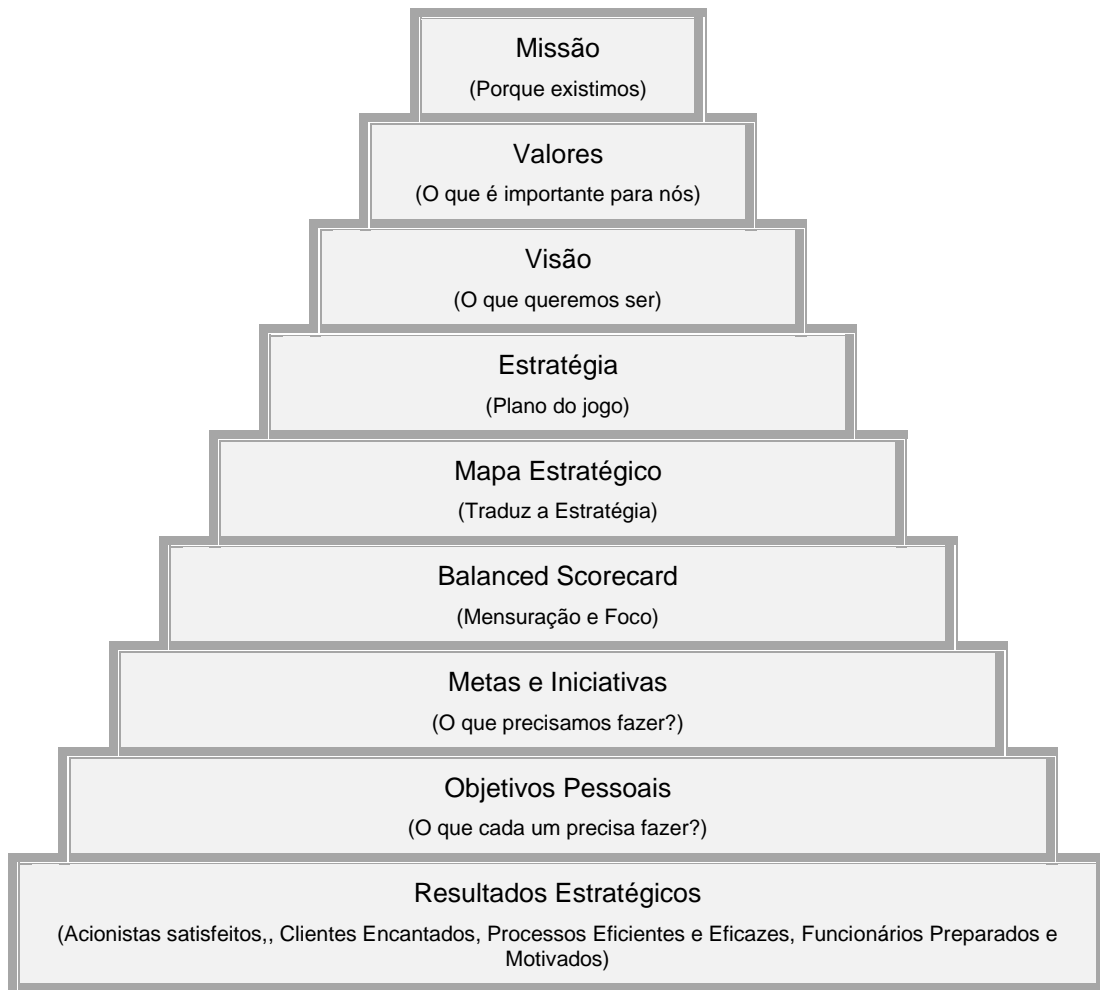 Missão
(Porque existimos)
Valores
(O que é importante para nós)
Visão
(O que queremos ser)
Estratégia
(Plano do jogo)
Mapa Estratégico
(Traduz a Estratégia)
Balanced Scorecard
(Mensuração e Foco)
Metas e Iniciativas
(O que precisamos fazer?)
Objetivos Pessoais
(O que cada um precisa fazer?)
Resultados Estratégicos
(Acionistas satisfeitos,, Clientes Encantados, Processos Eficientes e Eficazes, Funcionários Preparados e
Motivados)